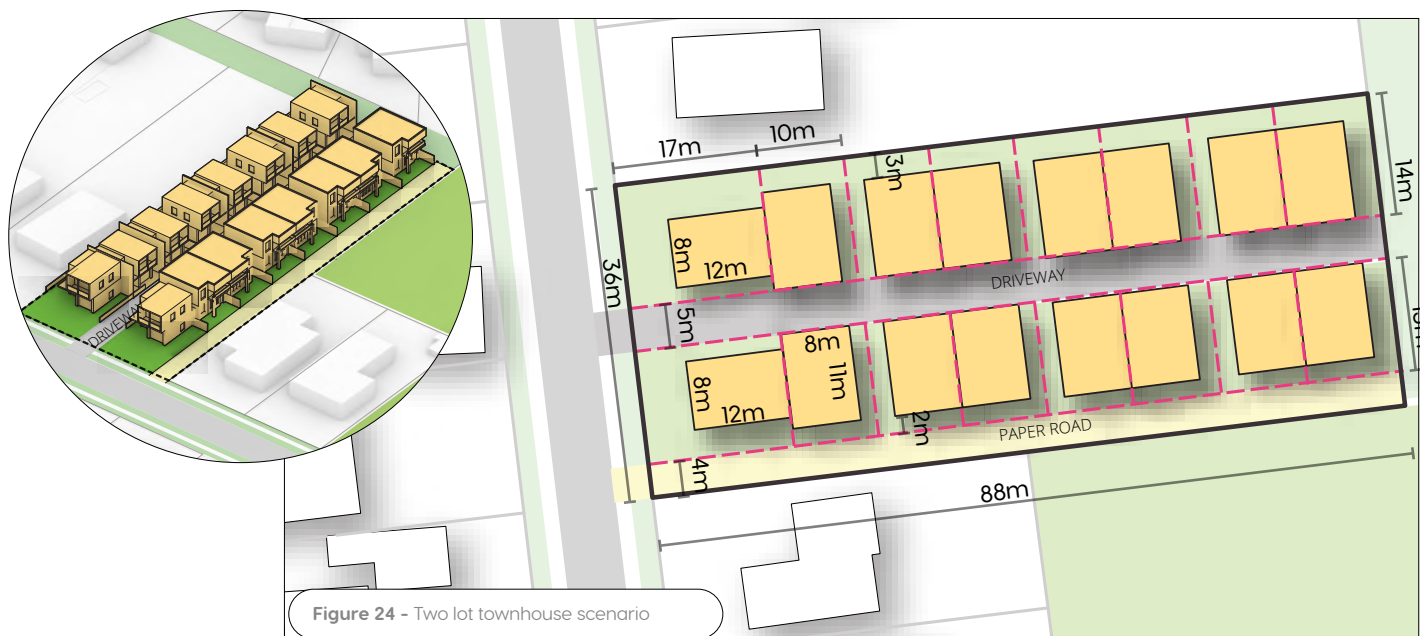 DRIVEWAY
17m
10m
3m
14m
36m
8m
12m
5m
DRIVEWAY
8m
8m
11m
12m
2m
4m
PAPER ROAD
88m
Figure 24 - Two lot townhouse scenario